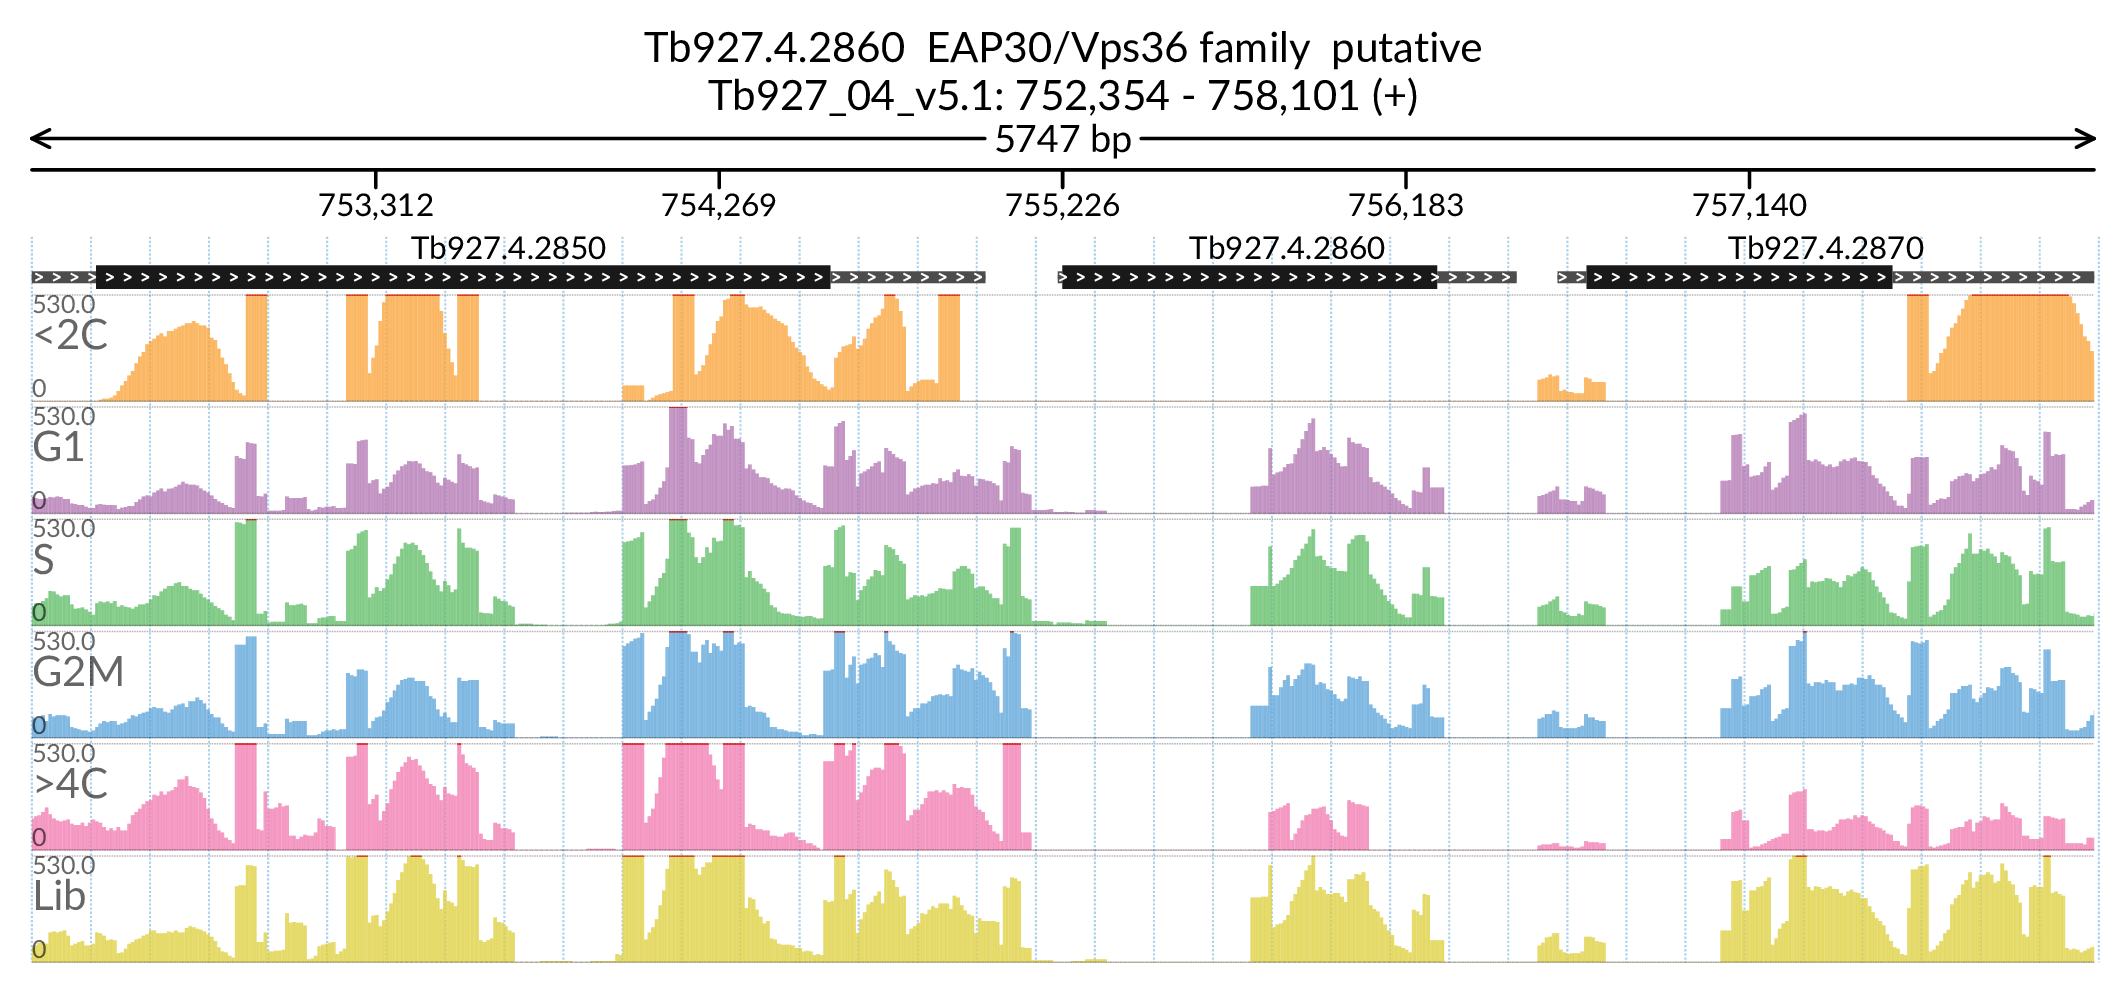 Tb927.4.2860  EAP30/Vps36 family  putative
Tb927_04_v5.1: 752,354 - 758,101 (+)
5747 bp
753,312 754,269 755,226 756,183 757,140
Tb927.4.2850 Tb927.4.2860 Tb927.4.2870
530.0
<2C
0
530.0
G1
0
530.0
S
0
530.0
G2M
0
530.0
>4C
0
530.0
Lib
0